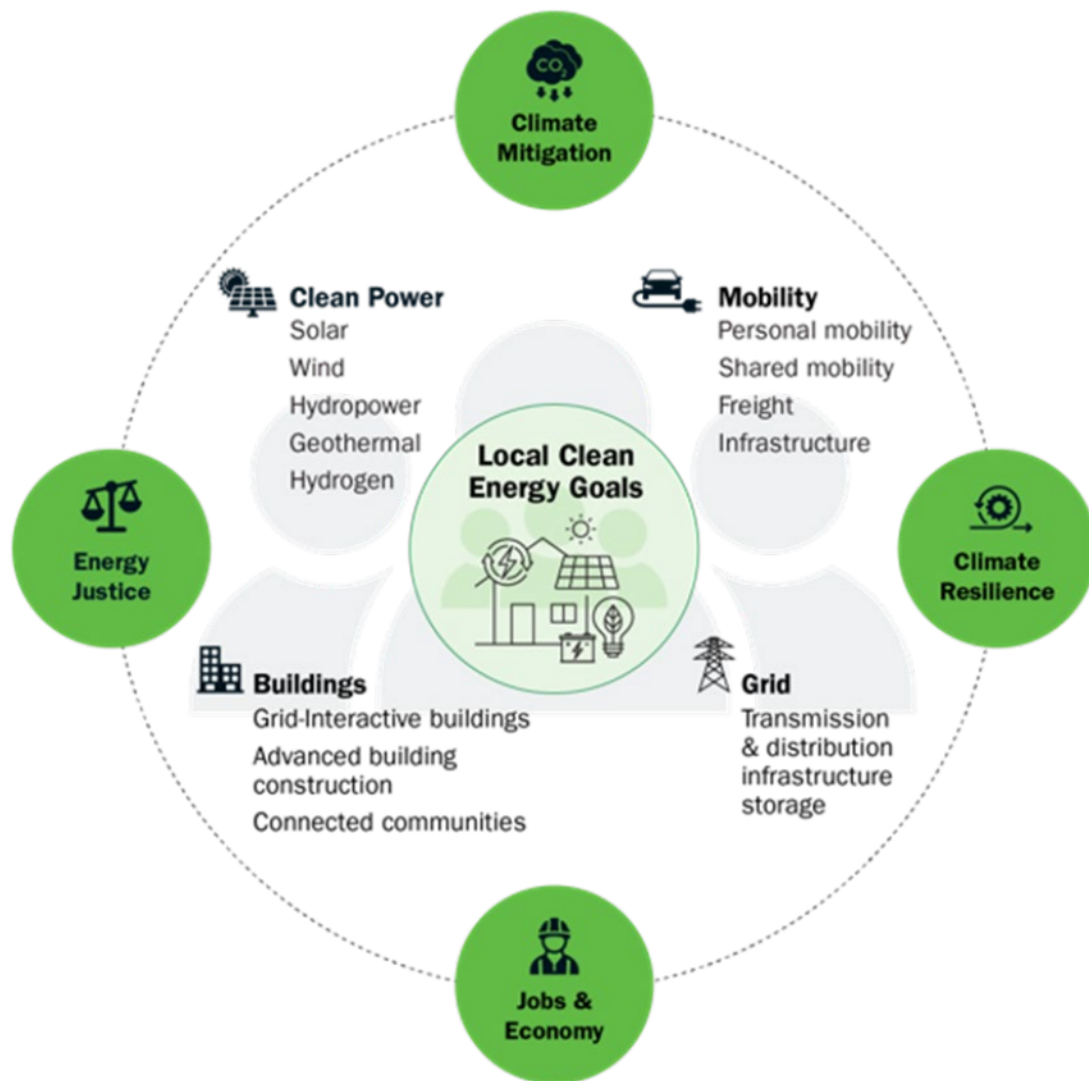 CO₂
Climate
Mitigation
Clean Power
Solar
Wind
Hydropower
Geothermal
Hydrogen
Mobility
Personal mobility
Shared mobility
Freight
Infrastructure
Local Clean
Energy Goals
Energy
Justice
Climate
Resilience
Buildings
Grid-Interactive buildings
Advanced building
construction
Connected communities
Grid
Transmission
& distribution
infrastructure
storage
Jobs &
Economy